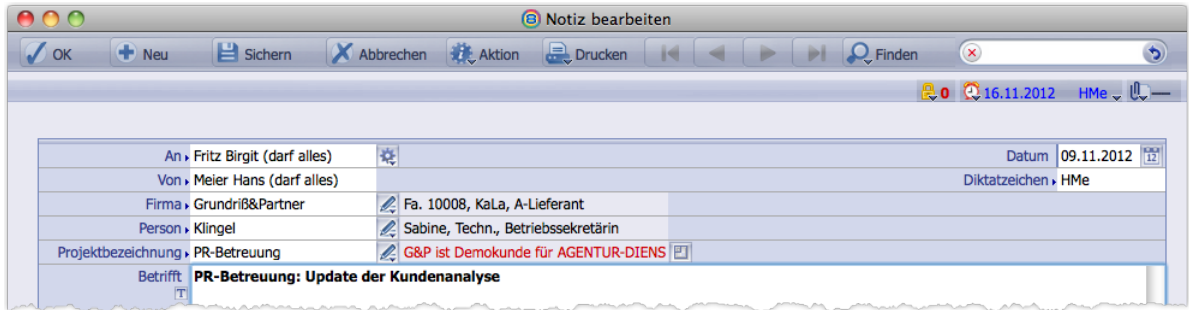 Notiz bearbeiten
OK Neu Sichern Abbrechen Aktion Drucken Finden
0 16.11.2012 HMe
An Fritz Birgit (darf alles) Datum 09.11.2012 12
Von Meier Hans (darf alles) Diktatzeichen HMe
Firma Grundriß&Partner Fa. 10008, KaLa, A-Lieferant
Person Klingel Sabine, Techn., Betriebssekretärin
Projektbezeichnung PR-Betreuung G&P ist Demokunde für AGENTUR-DIENS
Betrifft PR-Betreuung: Update der Kundenanalyse
T